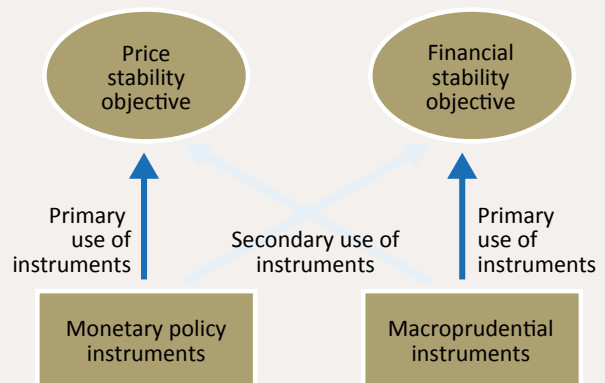 Price
stability
objective
Financial
stability
objective
Primary
use of
instruments
Secondary use of
instruments
Primary
use of
instruments
Monetary policy
instruments
Macroprudential
instruments